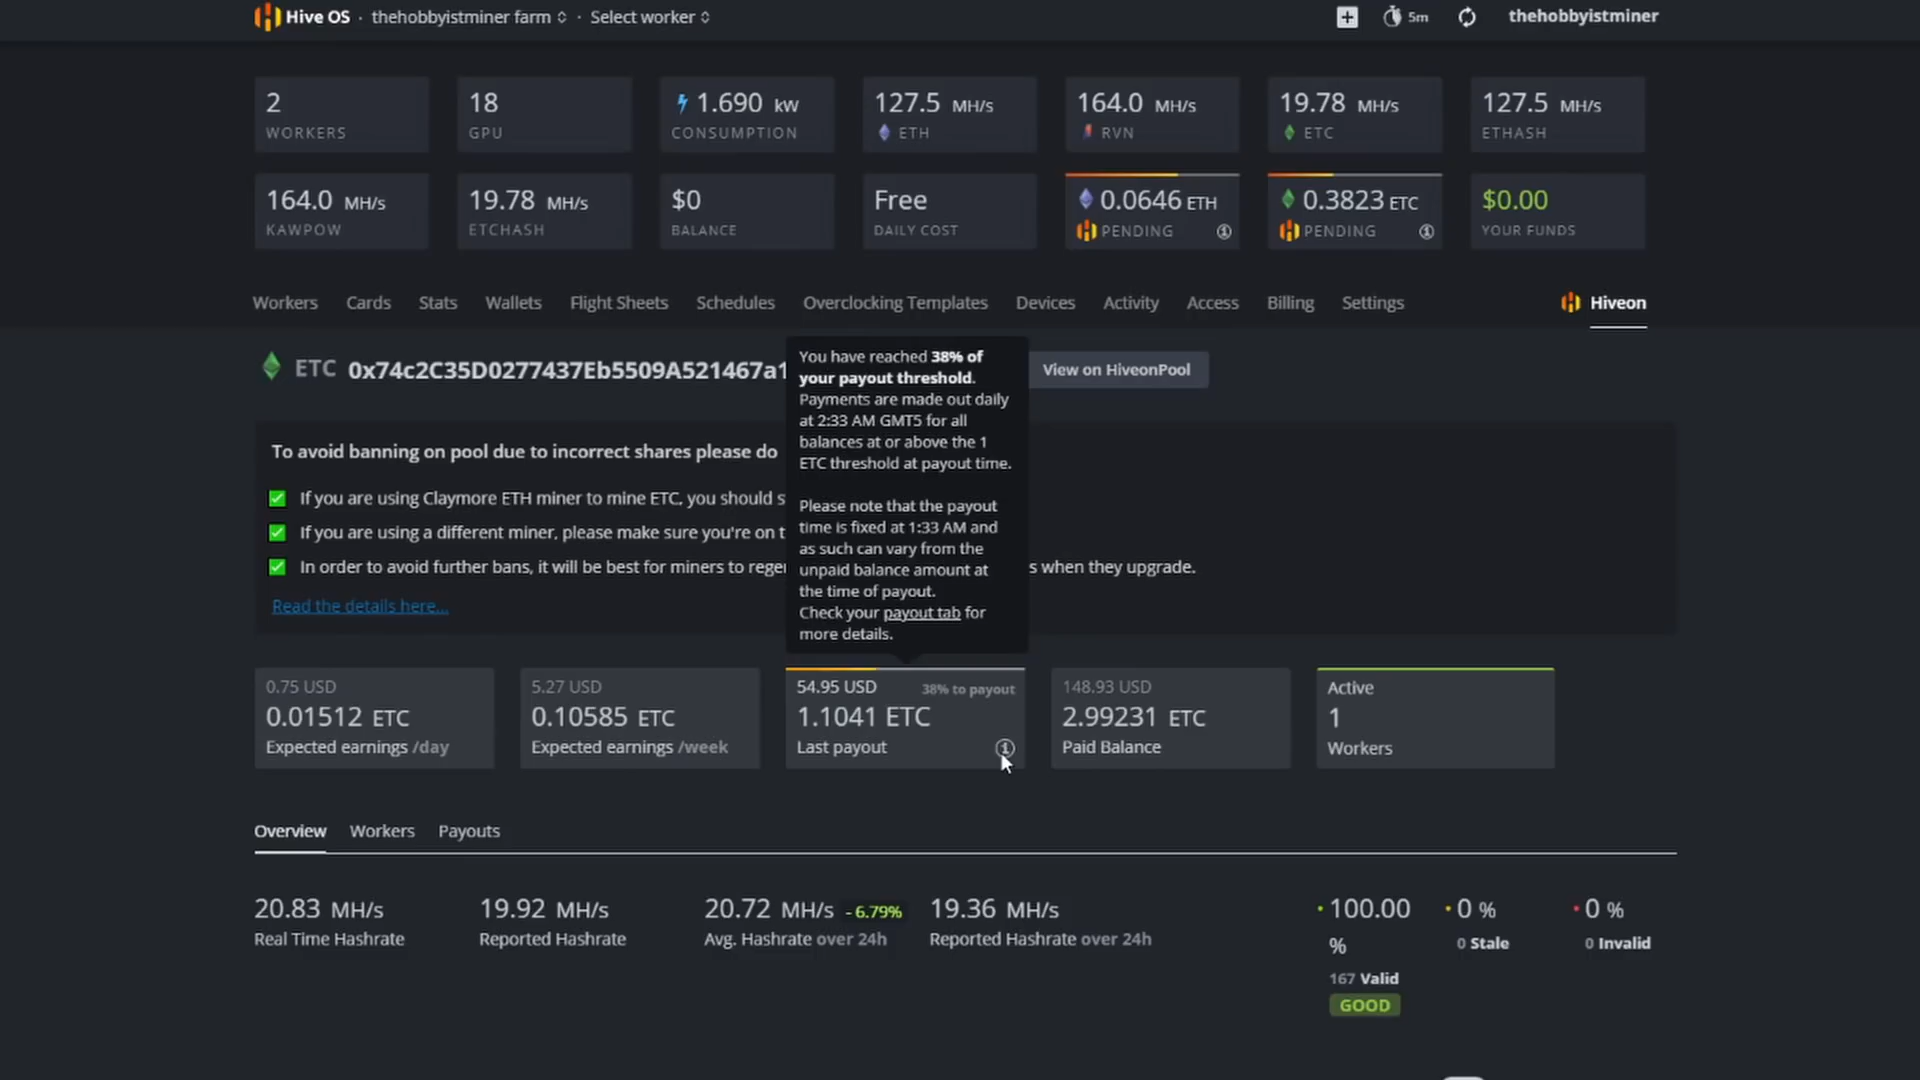 Hive OS · thehobbyistminer farm · Select worker
5m
thehobbyistminer
2
WORKERS
18
GPU
1.690 kW
CONSUMPTION
127.5 MH/s
ETH
164.0 MH/s
RVN
19.78 MH/s
ETC
127.5 MH/s
ETHASH
164.0 MH/s
KAWPOW
19.78 MH/s
ETCHASH
$0
BALANCE
Free
DAILY COST
0.0646 ETH
PENDING
0.3823 ETC
PENDING
$0.00
YOUR FUNDS
Workers Cards Stats Wallets Flight Sheets Schedules Overclocking Templates Devices Activity Access Billing Settings Hiveon
ETC 0x74c2C35D0277437Eb5509A521467a1
View on HiveonPool
You have reached 38% of
your payout threshold.
Payments are made out daily
at 2:33 AM GMT5 for all
balances at or above the 1
ETC threshold at payout time.
Please note that the payout
time is fixed at 1:33 AM and
as such can vary from the
unpaid balance amount at
the time of payout.
Check your payout tab for
more details.
To avoid banning on pool due to incorrect shares please do
If you are using Claymore ETH miner to mine ETC, you should s
If you are using a different miner, please make sure you're on t
In order to avoid further bans, it will be best for miners to rege
s when they upgrade.
Read the details here...
0.75 USD
0.01512 ETC
Expected earnings /day
5.27 USD
0.10585 ETC
Expected earnings /week
54.95 USD 38% to payout
1.1041 ETC
Last payout
148.93 USD
2.99231 ETC
Paid Balance
Active
1
Workers
Overview Workers Payouts
20.83 MH/s
Real Time Hashrate
19.92 MH/s
Reported Hashrate
20.72 MH/s - 6.79%
Avg. Hashrate over 24h
19.36 MH/s
Reported Hashrate over 24h
100.00
%
167 Valid
GOOD
0 %
0 Stale
0 %
0 Invalid